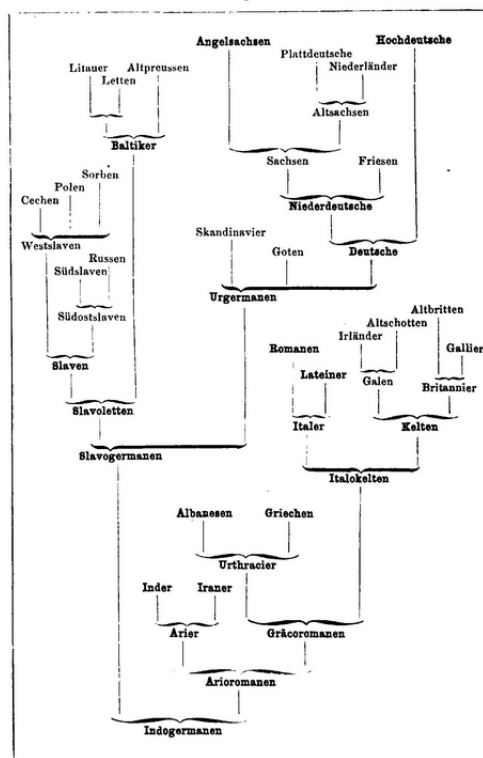 Angelsachsen Hochdeutsche
Plattdeutsche
Litauer Altpreussen Niederländer
Letten
Altsachsen
Baltiker
Sachsen Friesen
Sorben
Polen
Cechen Niederdeutsche
Skandinavier
Westslaven Goten Deutsche
Russen
Südslaven
Urgermanen
Südostslaven Altbritten
Altschotten
Irländer
Romanen Gallier
Slaven Lateiner Galen Britannier
Slavoletten
Italer Kelten
Slavogermanen
Italokelten
Albanesen Griechen
Urthracier
Inder Iraner
Arier Gräcoromanen
Arioromanen
Indogermanen